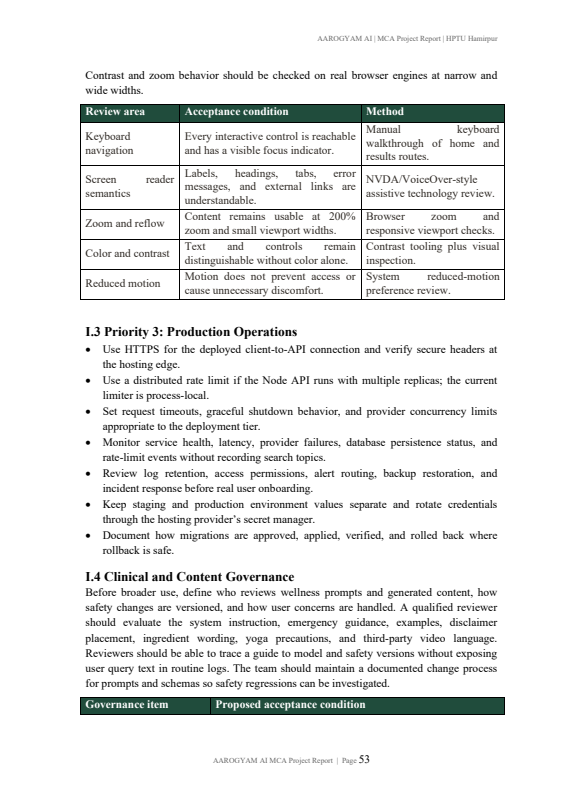 AAROGYAM AI | MCA Project Report | HPTU Hamirpur
Contrast and zoom behavior should be checked on real browser engines at narrow and
wide widths.
Review area Acceptance condition Method
Keyboard
navigation
Every interactive control is reachable
and has a visible focus indicator.
Manual keyboard
walkthrough of home and
results routes.
Screen reader
semantics
Labels, headings, tabs, error
messages, and external links are
understandable.
NVDA/VoiceOver-style
assistive technology review.
Zoom and reflow
Content remains usable at 200%
zoom and small viewport widths.
Browser zoom and
responsive viewport checks.
Color and contrast
Text and controls remain
distinguishable without color alone.
Contrast tooling plus visual
inspection.
Reduced motion
Motion does not prevent access or
cause unnecessary discomfort.
System reduced-motion
preference review.
I.3 Priority 3: Production Operations
• Use HTTPS for the deployed client-to-API connection and verify secure headers at
the hosting edge.
• Use a distributed rate limit if the Node API runs with multiple replicas; the current
limiter is process-local.
• Set request timeouts, graceful shutdown behavior, and provider concurrency limits
appropriate to the deployment tier.
• Monitor service health, latency, provider failures, database persistence status, and
rate-limit events without recording search topics.
• Review log retention, access permissions, alert routing, backup restoration, and
incident response before real user onboarding.
• Keep staging and production environment values separate and rotate credentials
through the hosting provider's secret manager.
• Document how migrations are approved, applied, verified, and rolled back where
rollback is safe.
I.4 Clinical and Content Governance
Before broader use, define who reviews wellness prompts and generated content, how
safety changes are versioned, and how user concerns are handled. A qualified reviewer
should evaluate the system instruction, emergency guidance, examples, disclaimer
placement, ingredient wording, yoga precautions, and third-party video language.
Reviewers should be able to trace a guide to model and safety versions without exposing
user query text in routine logs. The team should maintain a documented change process
for prompts and schemas so safety regressions can be investigated.
Governance item Proposed acceptance condition
AAROGYAM AI MCA Project Report | Page 53